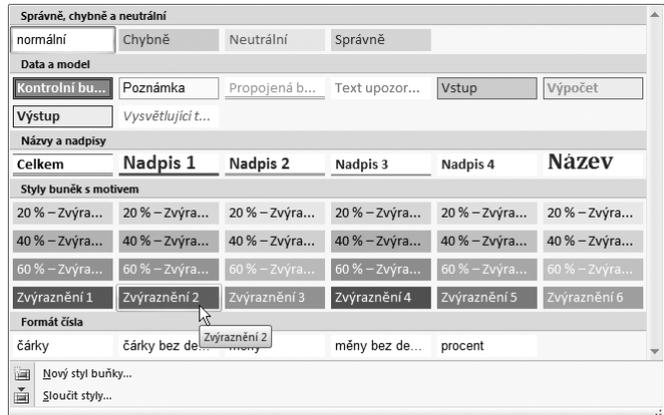 Správně, chybně a neutrální
normální Chybně Neutrální Správně
Data a model
Kontrolní bu... Poznámka Propojená b... Text upozor... Vstup Výpočet
Výstup Vysvětlující t...
Názvy a nadpisy
Celkem Nadpis 1 Nadpis 2 Nadpis 3 Nadpis 4 Název
Styly buněk s motivem
20 % – Zvýra... 20 % – Zvýra... 20 % – Zvýra... 20 % – Zvýra... 20 % – Zvýra... 20 % – Zvýra...
40 % – Zvýra... 40 % – Zvýra... 40 % – Zvýra... 40 % – Zvýra... 40 % – Zvýra... 40 % – Zvýra...
60 % – Zvýra... 60 % – Zvýra... 60 % – Zvýra... 60 % – Zvýra... 60 % – Zvýra... 60 % – Zvýra...
Zvýraznění 1 Zvýraznění 2 Zvýraznění 3 Zvýraznění 4 Zvýraznění 5 Zvýraznění 6
Formát čísla
čárky čárky bez de... měny bez de... procent
Zvýraznění 2
Nový styl buňky...
Sloučit styly...